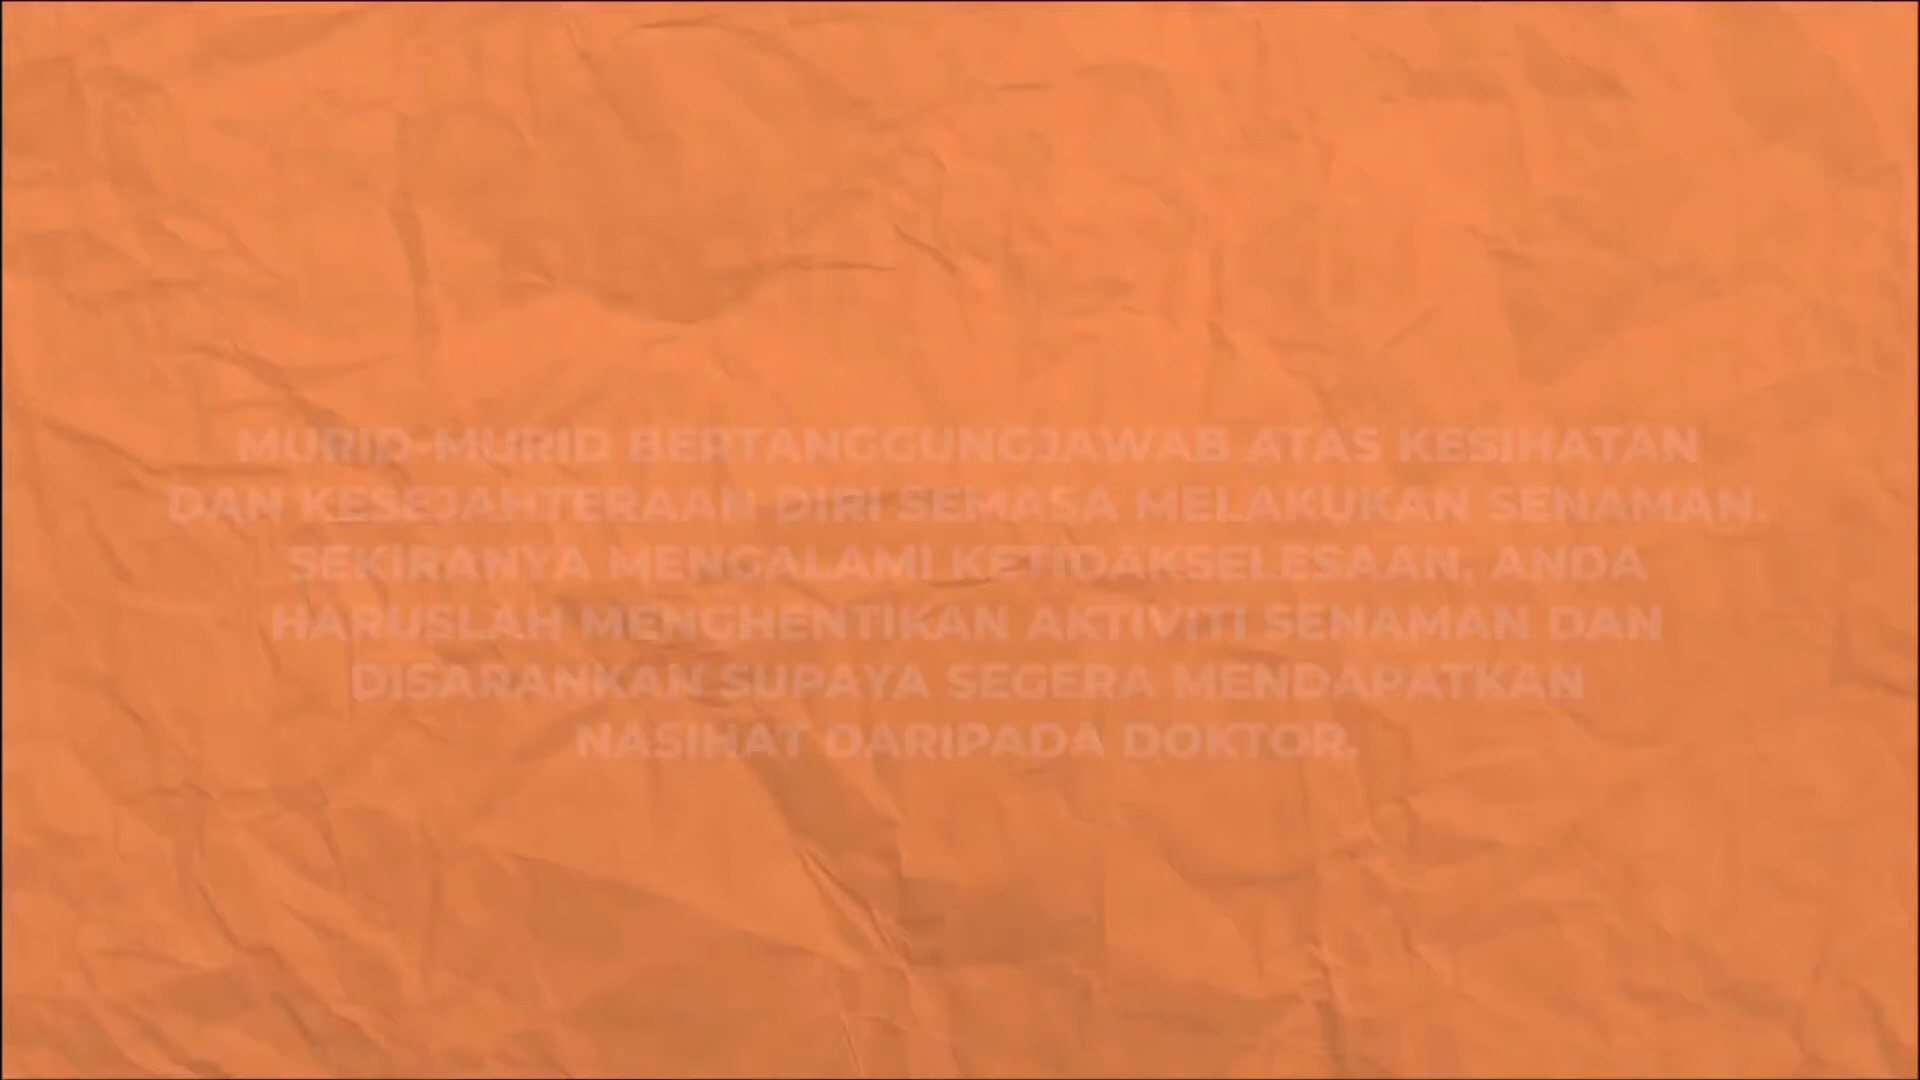 MURID-MURID BERTANGGUNGJAWAB ATAS KESIHATAN
DAN KESEJAHTERAAN DIRI SEMASA MELAKUKAN SENAMAN.
SEKIRANYA MENGALAMI KETIDAKSELESAAN, ANDA
HARUSLAH MENGHENTIKAN AKTIVITI SENAMAN DAN
DISARANKAN SUPAYA SEGERA MENDAPATKAN
NASIHAT DARIPADA DOKTOR.